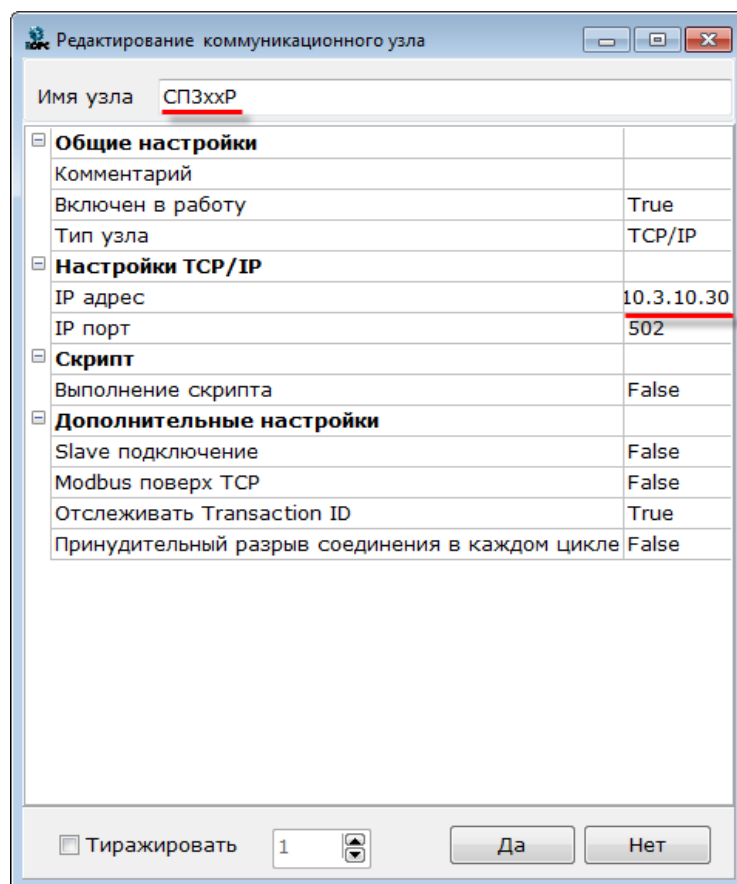 Редактирование коммуникационного узла
Имя узла СП3xxР
Общие настройки
Комментарий
Включен в работу True
Тип узла TCP/IP
Настройки TCP/IP
IP адрес 10.3.10.30
IP порт 502
Скрипт
Выполнение скрипта False
Дополнительные настройки
Slave подключение False
Modbus поверх TCP False
Отслеживать Transaction ID True
Принудительный разрыв соединения в каждом цикле False
Тиражировать 1 Да Нет